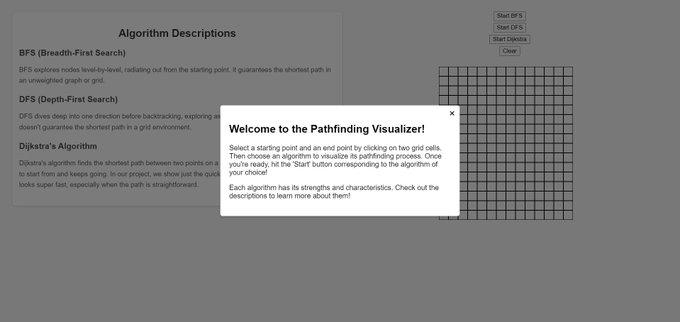 Algorithm Descriptions
BFS (Breadth-First Search)
BFS explores nodes level-by-level, radiating out from the starting point. It guarantees the shortest path in
an unweighted graph or grid.
DFS (Depth-First Search)
DFS dives deep into one direction before backtracking, exploring as
doesn't guarantee the shortest path in a grid environment.
Dijkstra's Algorithm
Dijkstra's algorithm finds the shortest path between two points on a
to start from and keeps going. In our project, we show just the quick
looks super fast, especially when the path is straightforward.
Start BFS
Start DFS
Start Dijkstra
Clear
×
Welcome to the Pathfinding Visualizer!
Select a starting point and an end point by clicking on two grid cells.
Then choose an algorithm to visualize its pathfinding process. Once
you're ready, hit the 'Start' button corresponding to the algorithm of
your choice!
Each algorithm has its strengths and characteristics. Check out the
descriptions to learn more about them!